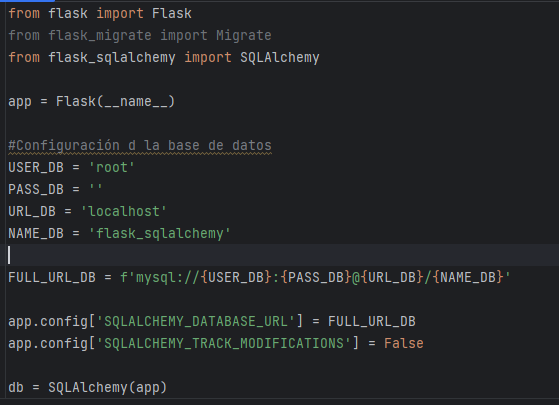 from flask import Flask
from flask_migrate import Migrate
from flask_sqlalchemy import SQLAlchemy
app = Flask(__name__)
#Configuración d la base de datos
USER_DB = 'root'
PASS_DB = ''
URL_DB = 'localhost'
NAME_DB = 'flask_sqlalchemy'
FULL_URL_DB = f'mysql://{USER_DB}:{PASS_DB}@{URL_DB}/{NAME_DB}'
app.config['SQLALCHEMY_DATABASE_URL'] = FULL_URL_DB
app.config['SQLALCHEMY_TRACK_MODIFICATIONS'] = False
db = SQLAlchemy(app)